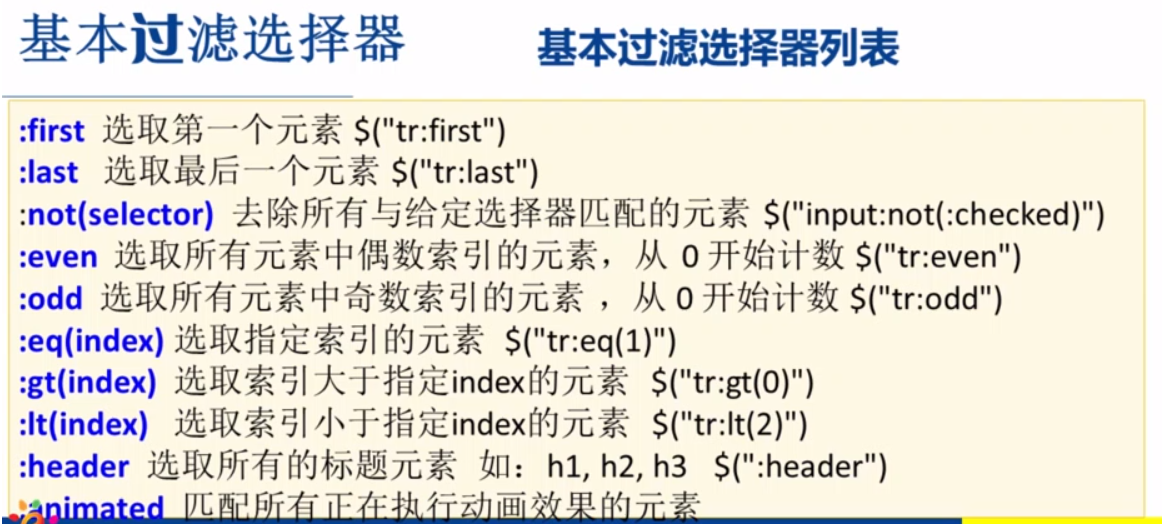 基本过滤选择器
基本过滤选择器列表
:first 选取第一个元素 $("tr:first")
:last 选取最后一个元素 $("tr:last")
:not(selector) 去除所有与给定选择器匹配的元素 $("input:not(:checked)")
:even 选取所有元素中偶数索引的元素，从 0 开始计数 $("tr:even")
:odd 选取所有元素中奇数索引的元素 ，从 0 开始计数 $("tr:odd")
:eq(index) 选取指定索引的元素 $("tr:eq(1)")
:gt(index) 选取索引大于指定index的元素 $("tr:gt(0)")
:lt(index) 选取索引小于指定index的元素 $("tr:lt(2)")
:header 选取所有的标题元素 如：h1, h2, h3 $(":header")
:animated 匹配所有正在执行动画效果的元素